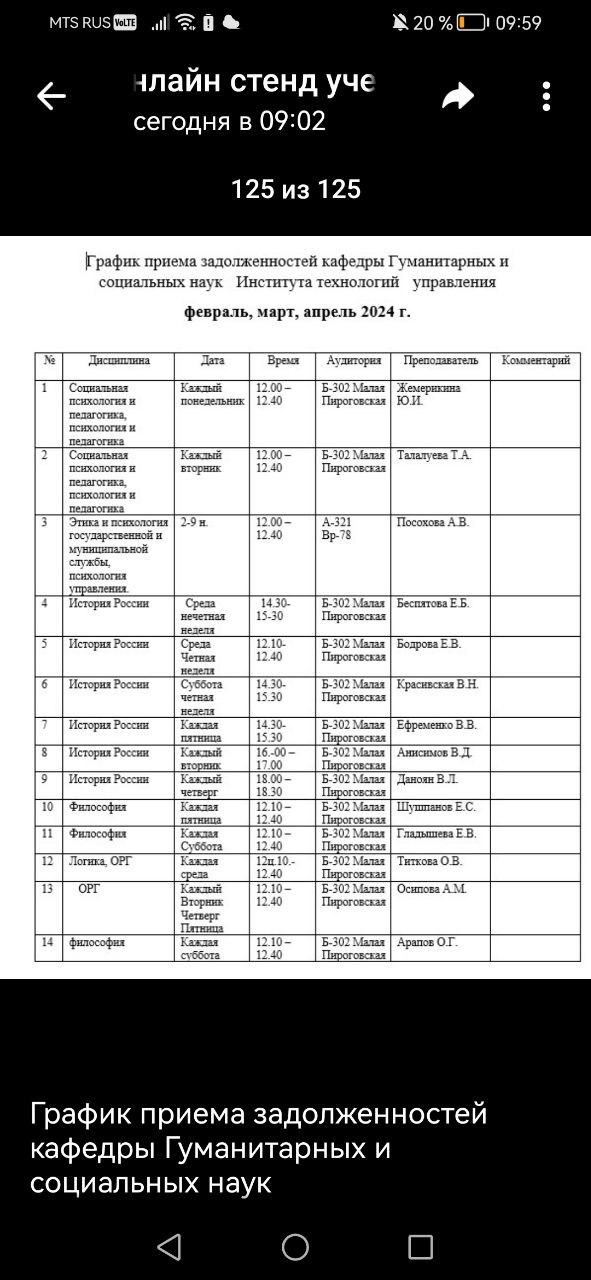 MTS RUS VoLTE 20 % 09:59
нлайн стенд уче
сегодня в 09:02
125 из 125
График приема задолженностей кафедры Гуманитарных и
социальных наук Института технологий управления
февраль, март, апрель 2024 г.
№ Дисциплина Дата Время Аудитория Преподаватель Комментарий
1 Социальная Каждый 12.00 – Б-302 Малая Жемерикина
психология и понедельник 12.40 Пироговская Ю.И.
педагогика,
психология и
педагогика
2 Социальная Каждый 12.00 – Б-302 Малая Талалуева Т.А.
психология и вторник 12.40 Пироговская
педагогика,
психология и
педагогика
3 Этика и психология 2-9 н. 12.00 – А-321 Посохова А.В.
государственной и 12.40 Вр-78
муниципальной
службы,
психология
управления.
4 История России Среда 14.30- Б-302 Малая Беспятова Е.Б.
нечетная 15-30 Пироговская
неделя
5 История России Среда 12.10- Б-302 Малая Бодрова Е.В.
Четная 12.40 Пироговская
неделя
6 История России Суббота 14.30- Б-302 Малая Красивская В.Н.
четная 15.30 Пироговская
неделя
7 История России Каждая 14.30- Б-302 Малая Ефременко В.В.
пятница 15.30 Пироговская
8 История России Каждый 16.-00 – Б-302 Малая Анисимов В.Д.
вторник 17.00 Пироговская
9 История России Каждый 18.00 – Б-302 Малая Даноян В.Л.
четверг 18.30 Пироговская
10 Философия Каждая 12.10 – Б-302 Малая Шушпанов Е.С.
пятница 12.40 Пироговская
11 Философия Каждая 12.10 – Б-302 Малая Гладышева Е.В.
Суббота 12.40 Пироговская
12 Логика, ОРГ Каждая 12ц.10.- Б-302 Малая Титкова О.В.
среда 12.40 Пироговская
13 ОРГ Каждый 12.10 – Б-302 Малая Осипова А.М.
Вторник 12.40 Пироговская
Четверг
Пятница
14 философия Каждая 12.10 – Б-302 Малая Арапов О.Г.
суббота 12.40 Пироговская
График приема задолженностей
кафедры Гуманитарных и
социальных наук